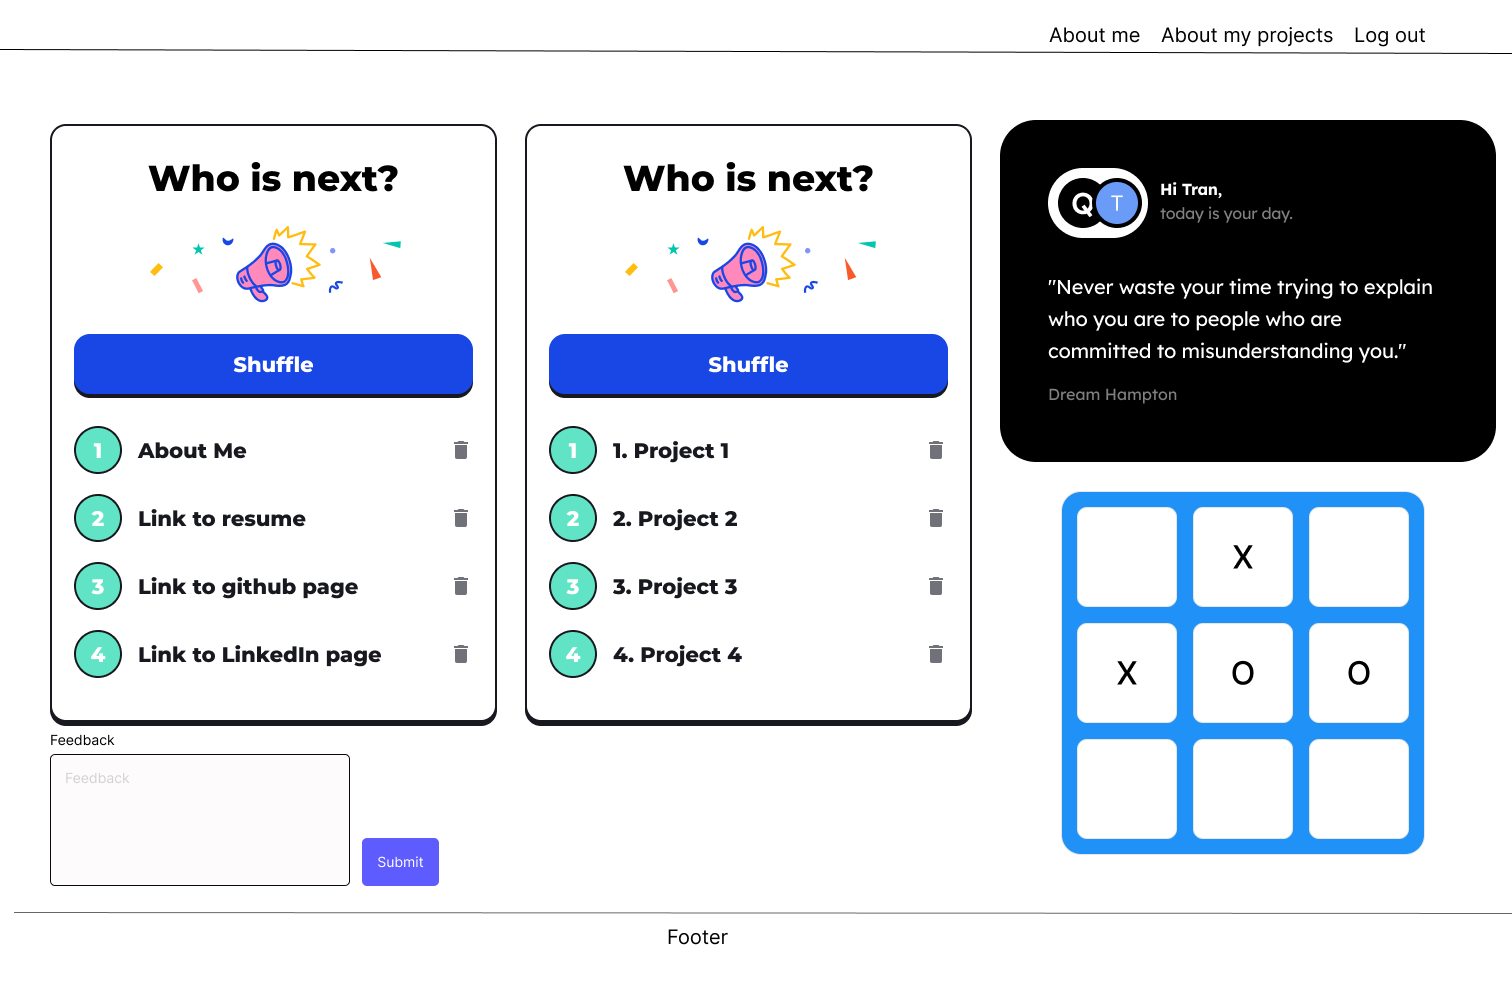 About me
About my projects
Log out
Who is next?
Shuffle
1
About Me
2
Link to resume
3
Link to github page
4
Link to LinkedIn page
Who is next?
Shuffle
1
1. Project 1
2
2. Project 2
3
3. Project 3
4
4. Project 4
Q
T
Hi Tran,
today is your day.
"Never waste your time trying to explain
who you are to people who are
committed to misunderstanding you."
Dream Hampton
X
X
O
O
Feedback
Feedback
Submit
Footer